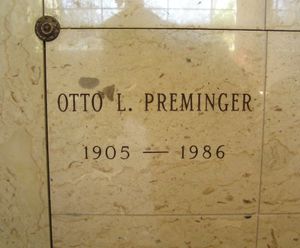 OTTO L. PREMINGER
1905 — 1986